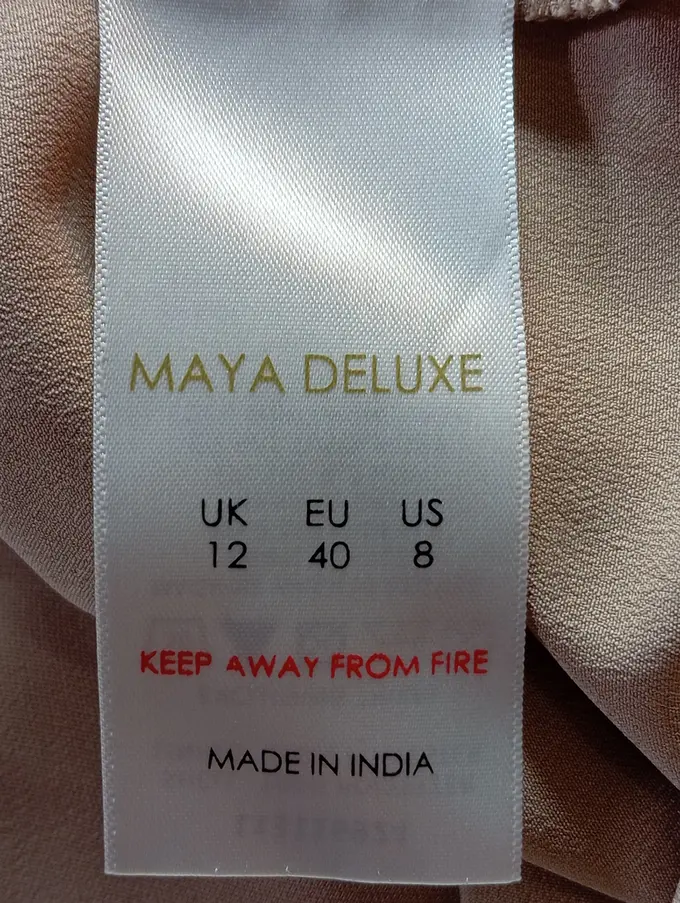 MAYA DELUXE
UK EU US
12 40 8
KEEP AWAY FROM FIRE
MADE IN INDIA